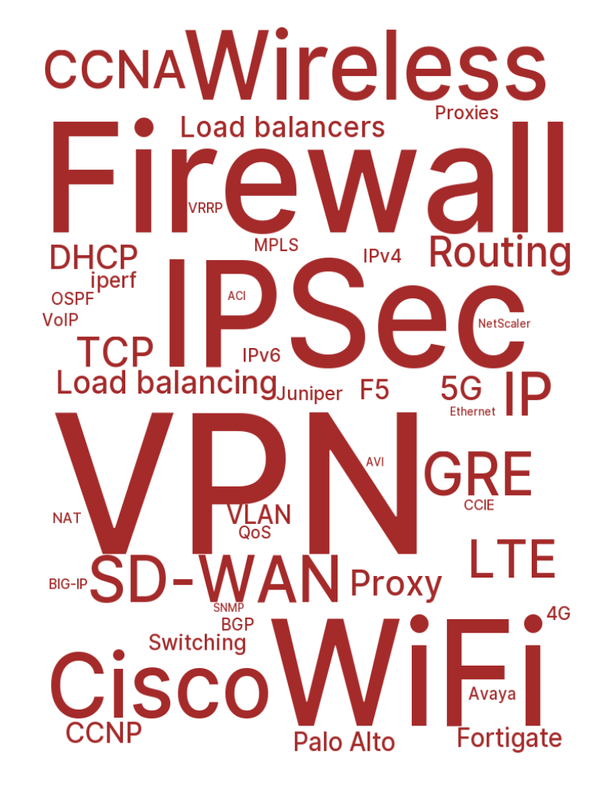 CCNA Wireless
Proxies
Load balancers
Firewall
VRRP
MPLS
DHCP
IPv4
Routing
iperf
OSPF
ACI
IPSec
VoIP
NetScaler
TCP
IPv6
Load balancing
Juniper
F5
5G
IP
Ethernet
VPN
AVI
GRE
CCIE
NAT
VLAN
QoS
LTE
BIG-IP
SD-WAN
Proxy
SNMP
4G
BGP
Switching
Cisco
WiFi
Avaya
CCNP
Palo Alto
Fortigate